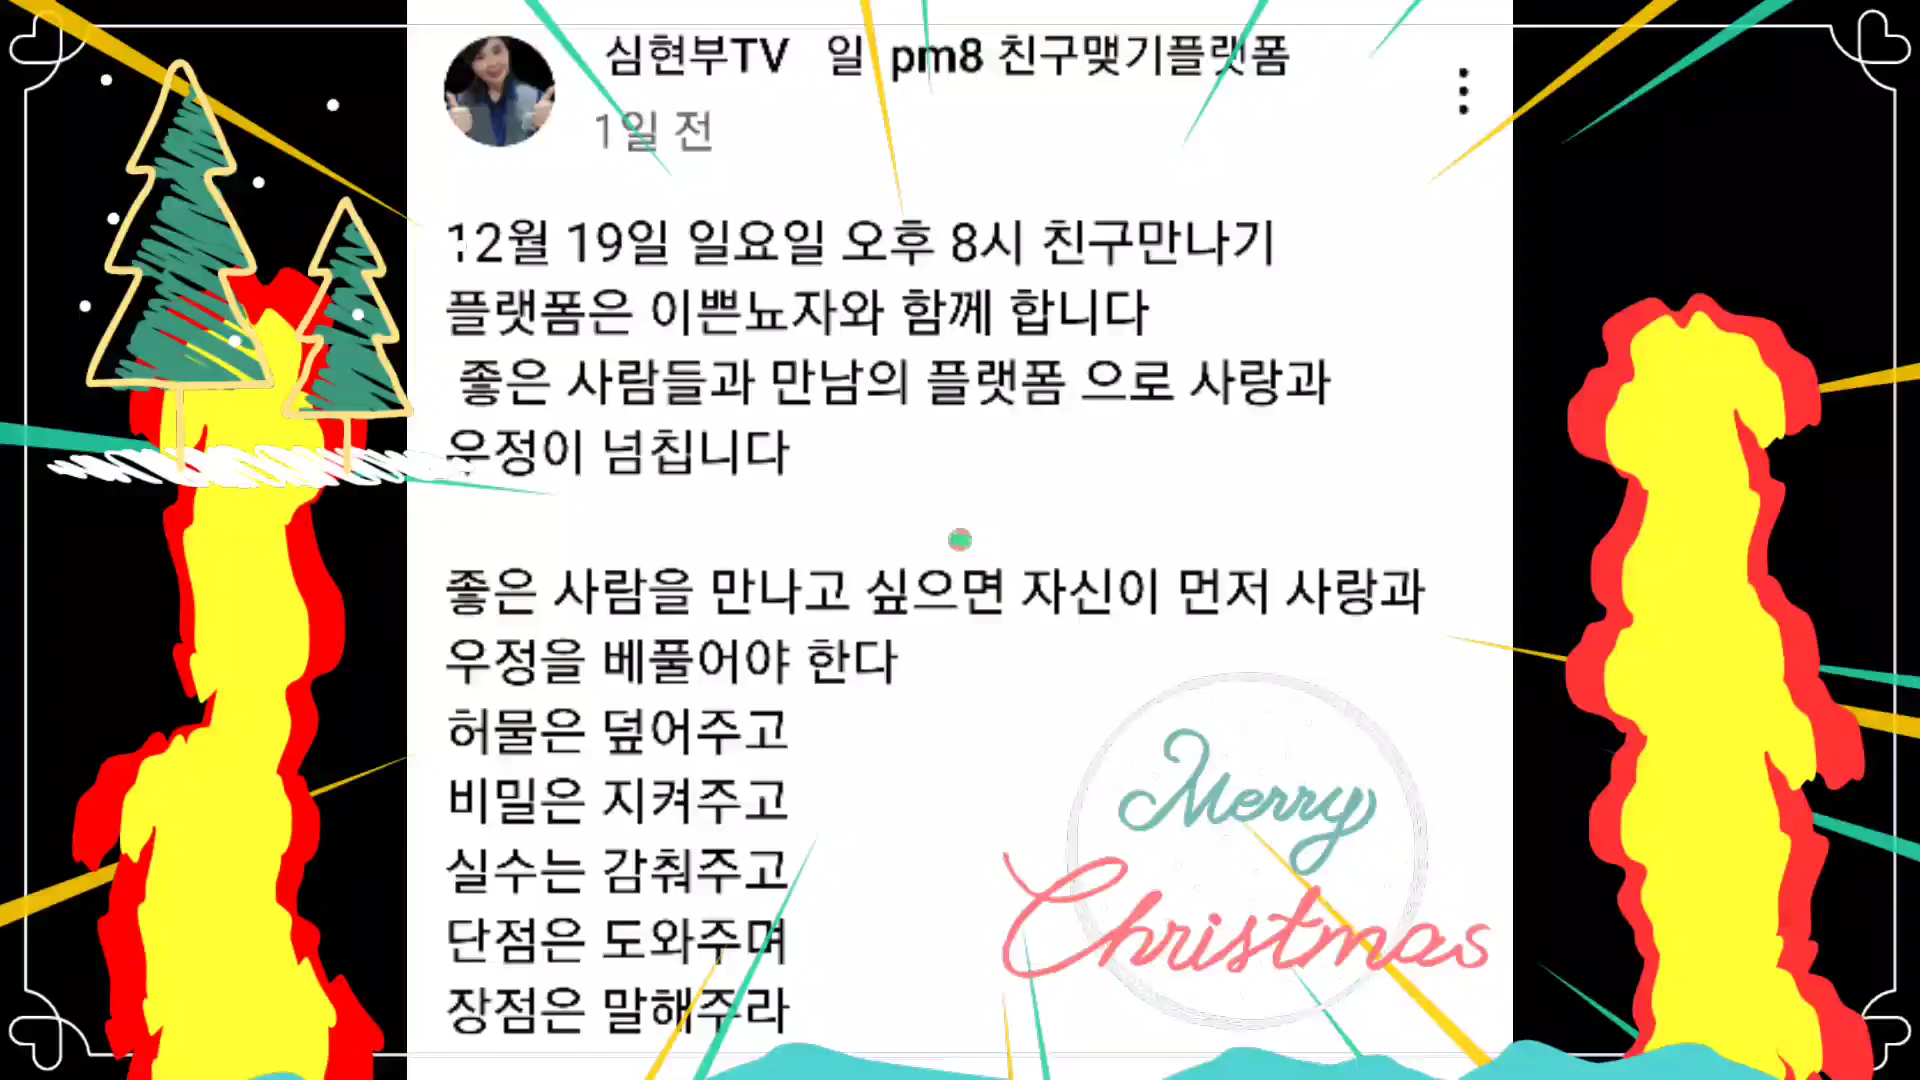 심현부TV 일 pm8 친구맺기플랫폼
1일 전
12월 19일 일요일 오후 8시 친구만나기
플랫폼은 이쁜뇨자와 함께 합니다
좋은 사람들과 만남의 플랫폼 으로 사랑과
우정이 넘칩니다
좋은 사람을 만나고 싶으면 자신이 먼저 사랑과
우정을 베풀어야 한다
허물은 덮어주고
비밀은 지켜주고
실수는 감춰주고
단점은 도와주며
장점은 말해주라
Merry
Christmas